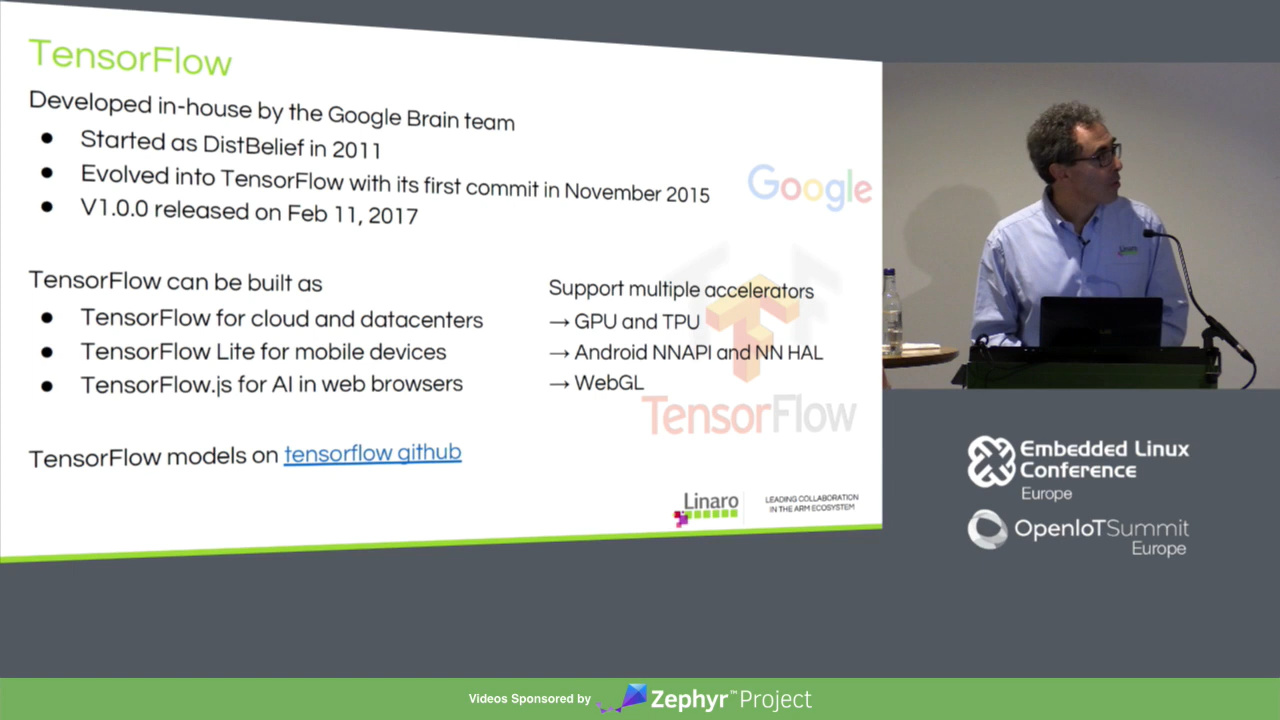 TensorFlow
Developed in-house by the Google Brain team
● Started as DistBelief in 2011
● Evolved into TensorFlow with its first commit in November 2015
● V1.0.0 released on Feb 11, 2017
Google
TensorFlow can be built as
● TensorFlow for cloud and datacenters
● TensorFlow Lite for mobile devices
● TensorFlow.js for AI in web browsers
Support multiple accelerators
→ GPU and TPU
→ Android NNAPI and NN HAL
→ WebGL
TensorFlow
TensorFlow models on tensorflow github
Linaro
LEADING COLLABORATION
IN THE ARM ECOSYSTEM
Linaro
Embedded Linux
Conference
Europe
OpenIoTSummit
Europe
Videos Sponsored by Zephyr™Project